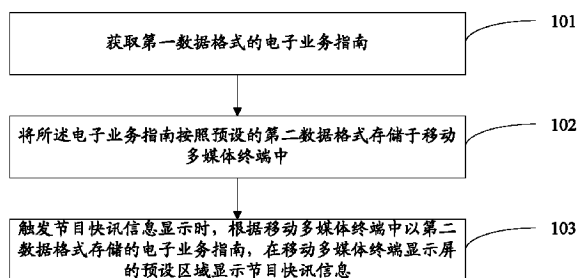 获取第一数据格式的电子业务指南
101
将所述电子业务指南按照预设的第二数据格式存储于移动
多媒体终端中
102
触发节目快讯信息显示时，根据移动多媒体终端中以第二
数据格式存储的电子业务指南，在移动多媒体终端显示屏
的预设区域显示节目快讯信息
103